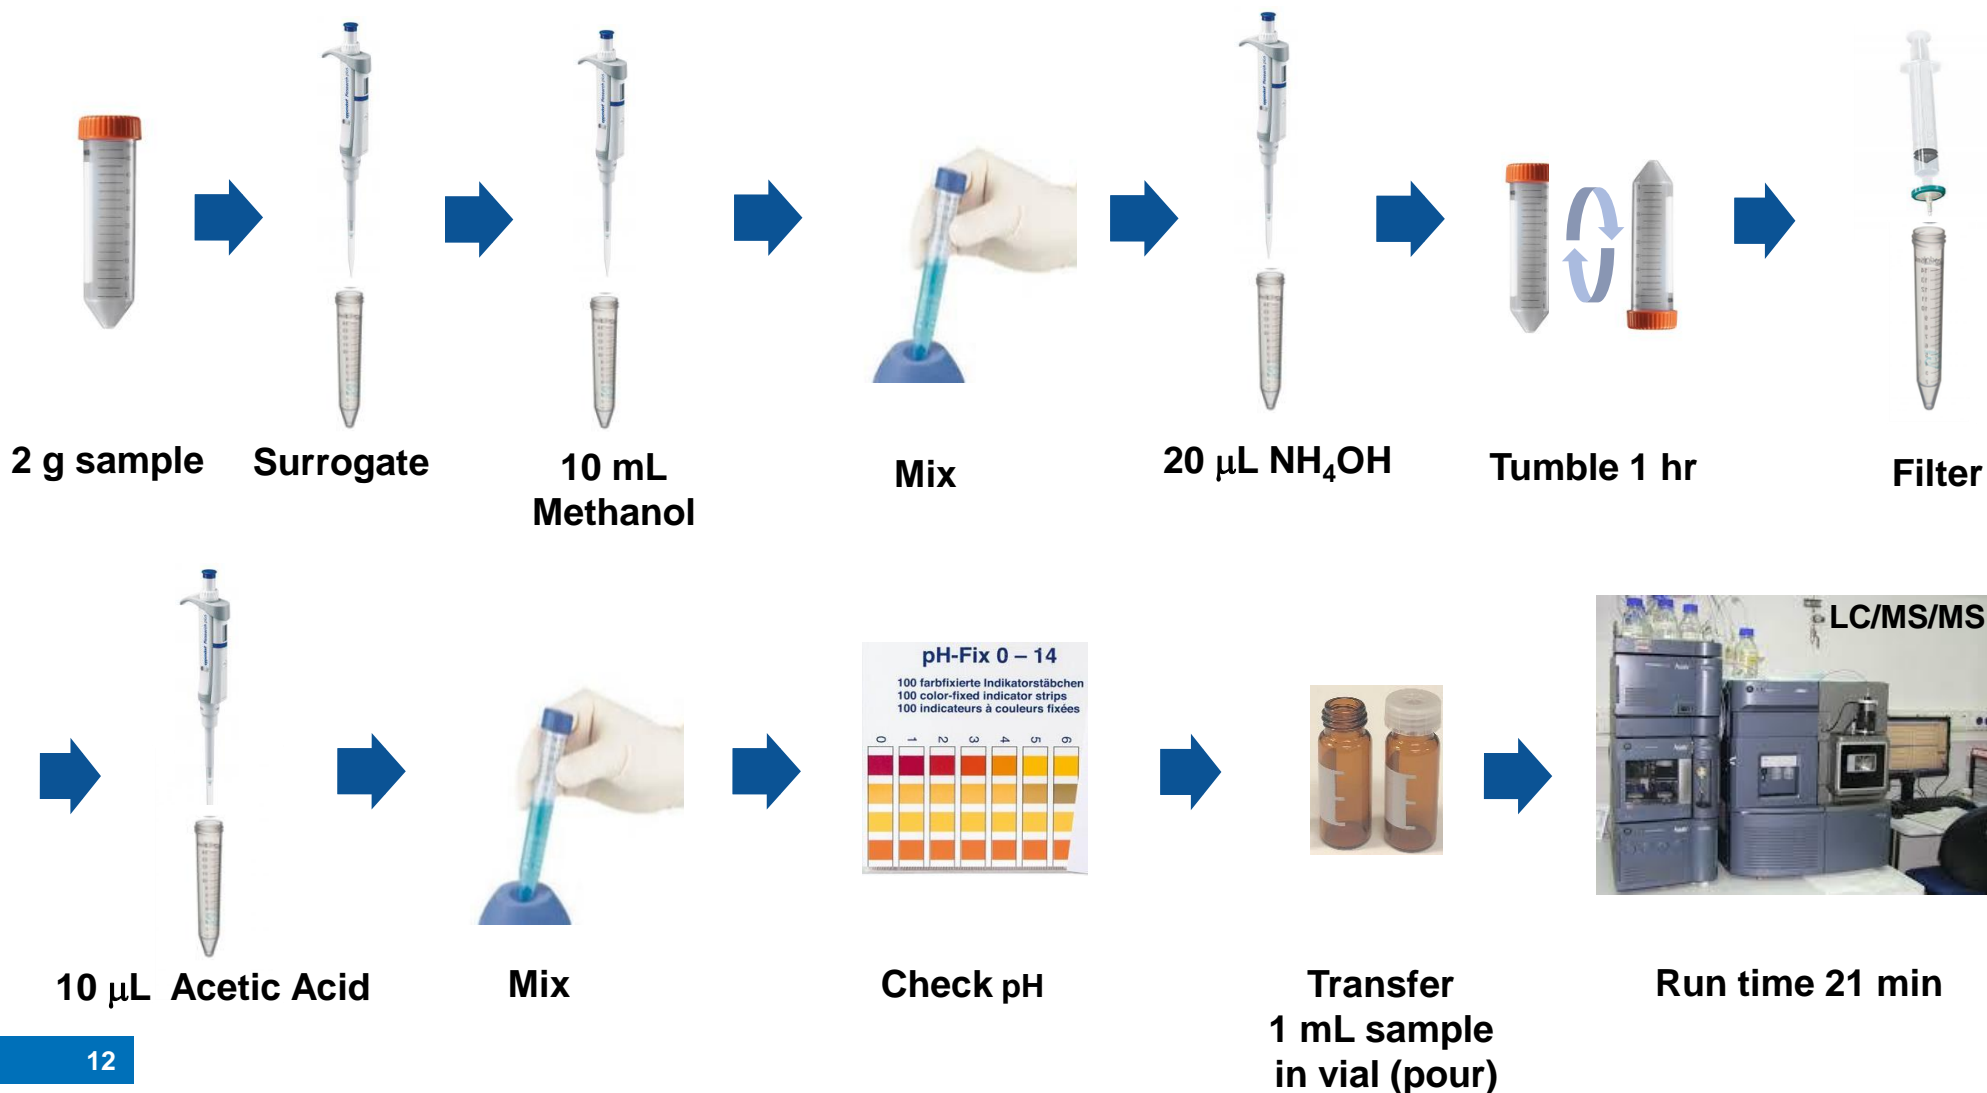 2 g sample
Surrogate
10 mL
Methanol
Mix
20 μL NH₄OH
Tumble 1 hr
Filter
10 μL Acetic Acid
Mix
pH-Fix 0 – 14
100 farbfixierte Indikatorstäbchen
100 color-fixed indicator strips
100 indicateurs à couleurs fixées
0 1 2 3 4 5 6
Check pH
Transfer
1 mL sample
in vial (pour)
LC/MS/MS
Run time 21 min
12